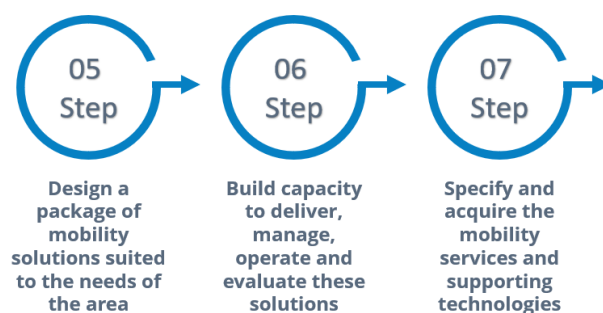 05
Step
06
Step
07
Step
Design a
package of
mobility
solutions suited
to the needs of
the area
Build capacity
to deliver,
manage,
operate and
evaluate these
solutions
Specify and
acquire the
mobility
services and
supporting
technologies